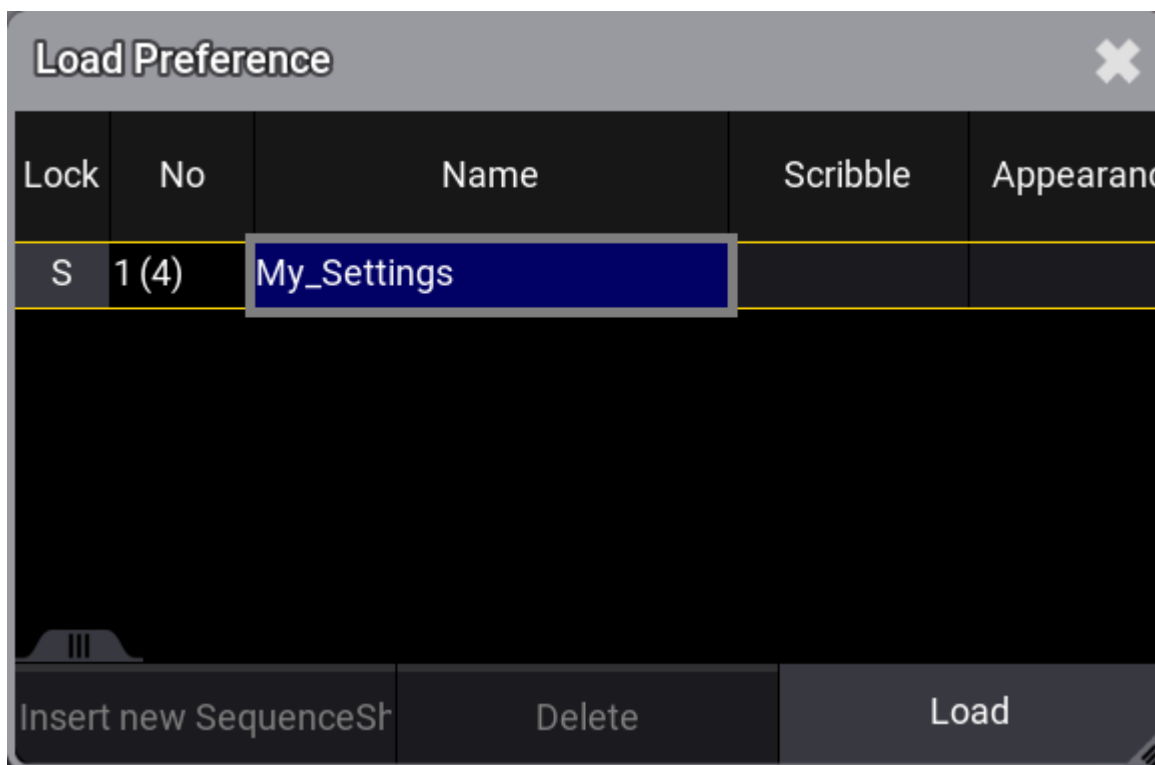 Load Preference
Lock No Name Scribble Appearanc
S 1 (4) My_Settings
Insert new SequenceSh Delete Load